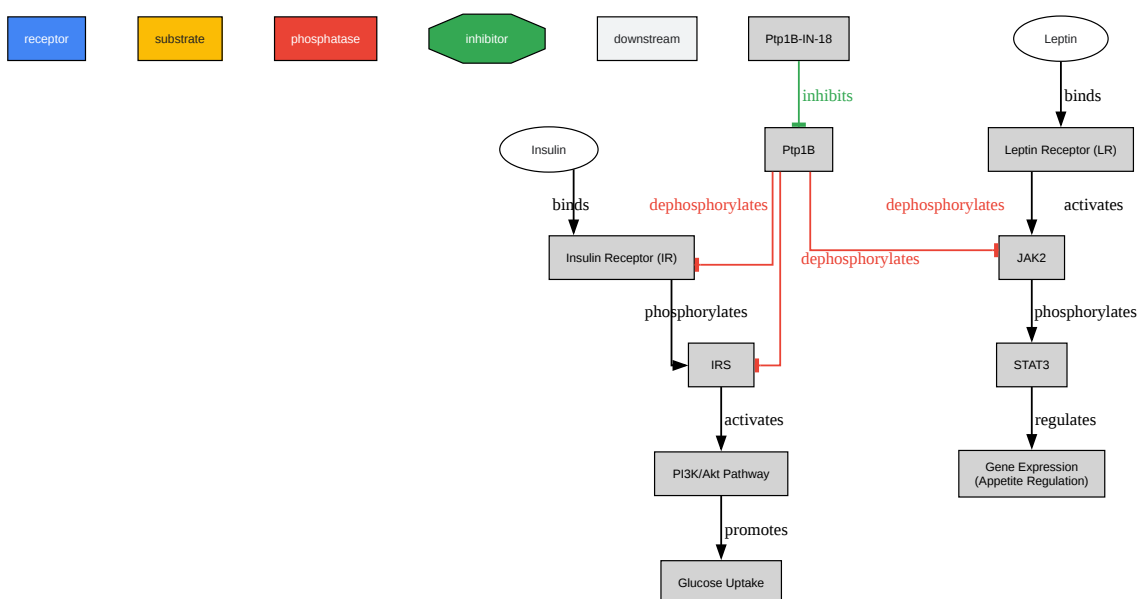 receptor
substrate
phosphatase
inhibitor
downstream
Ptp1B-IN-18
Leptin
inhibits
binds
Insulin
Ptp1B
Leptin Receptor (LR)
binds
dephosphorylates
dephosphorylates
activates
Insulin Receptor (IR)
dephosphorylates
JAK2
phosphorylates
phosphorylates
IRS
STAT3
activates
regulates
PI3K/Akt Pathway
Gene Expression
(Appetite Regulation)
promotes
Glucose Uptake